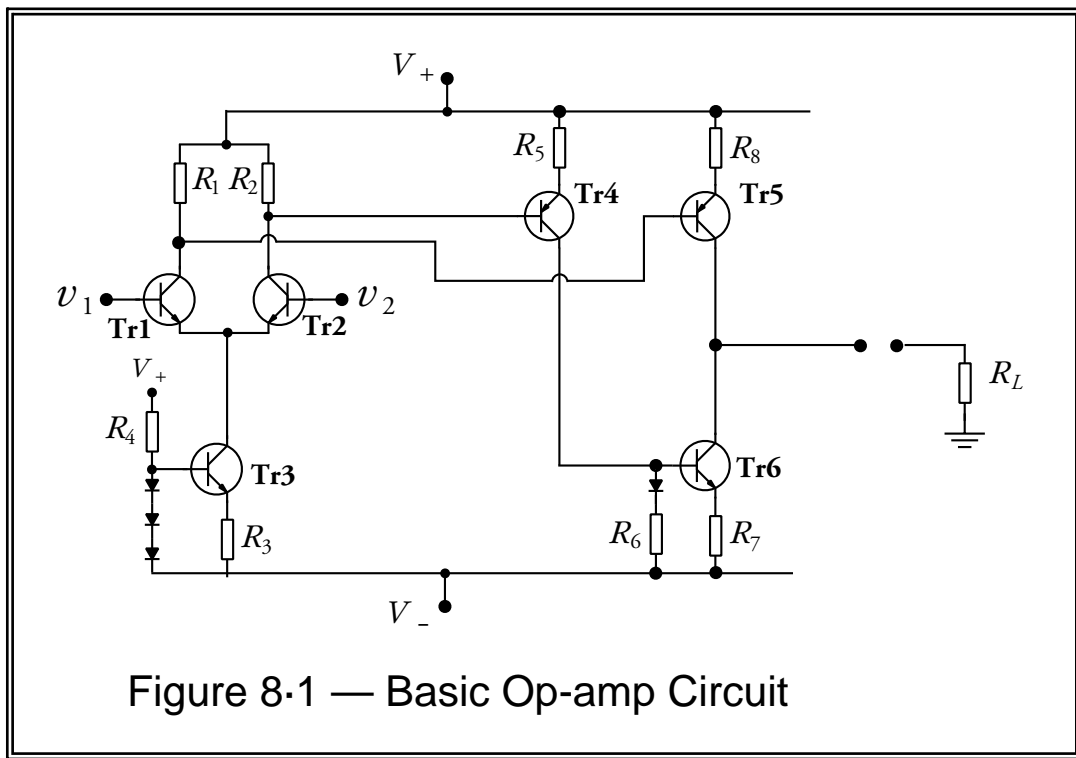 V+
R5
R8
R1
R2
Tr4
Tr5
v1
v2
Tr1
Tr2
V+
R4
RL
Tr3
Tr6
R3
R6
R7
V-
Figure 8·1 — Basic Op-amp Circuit